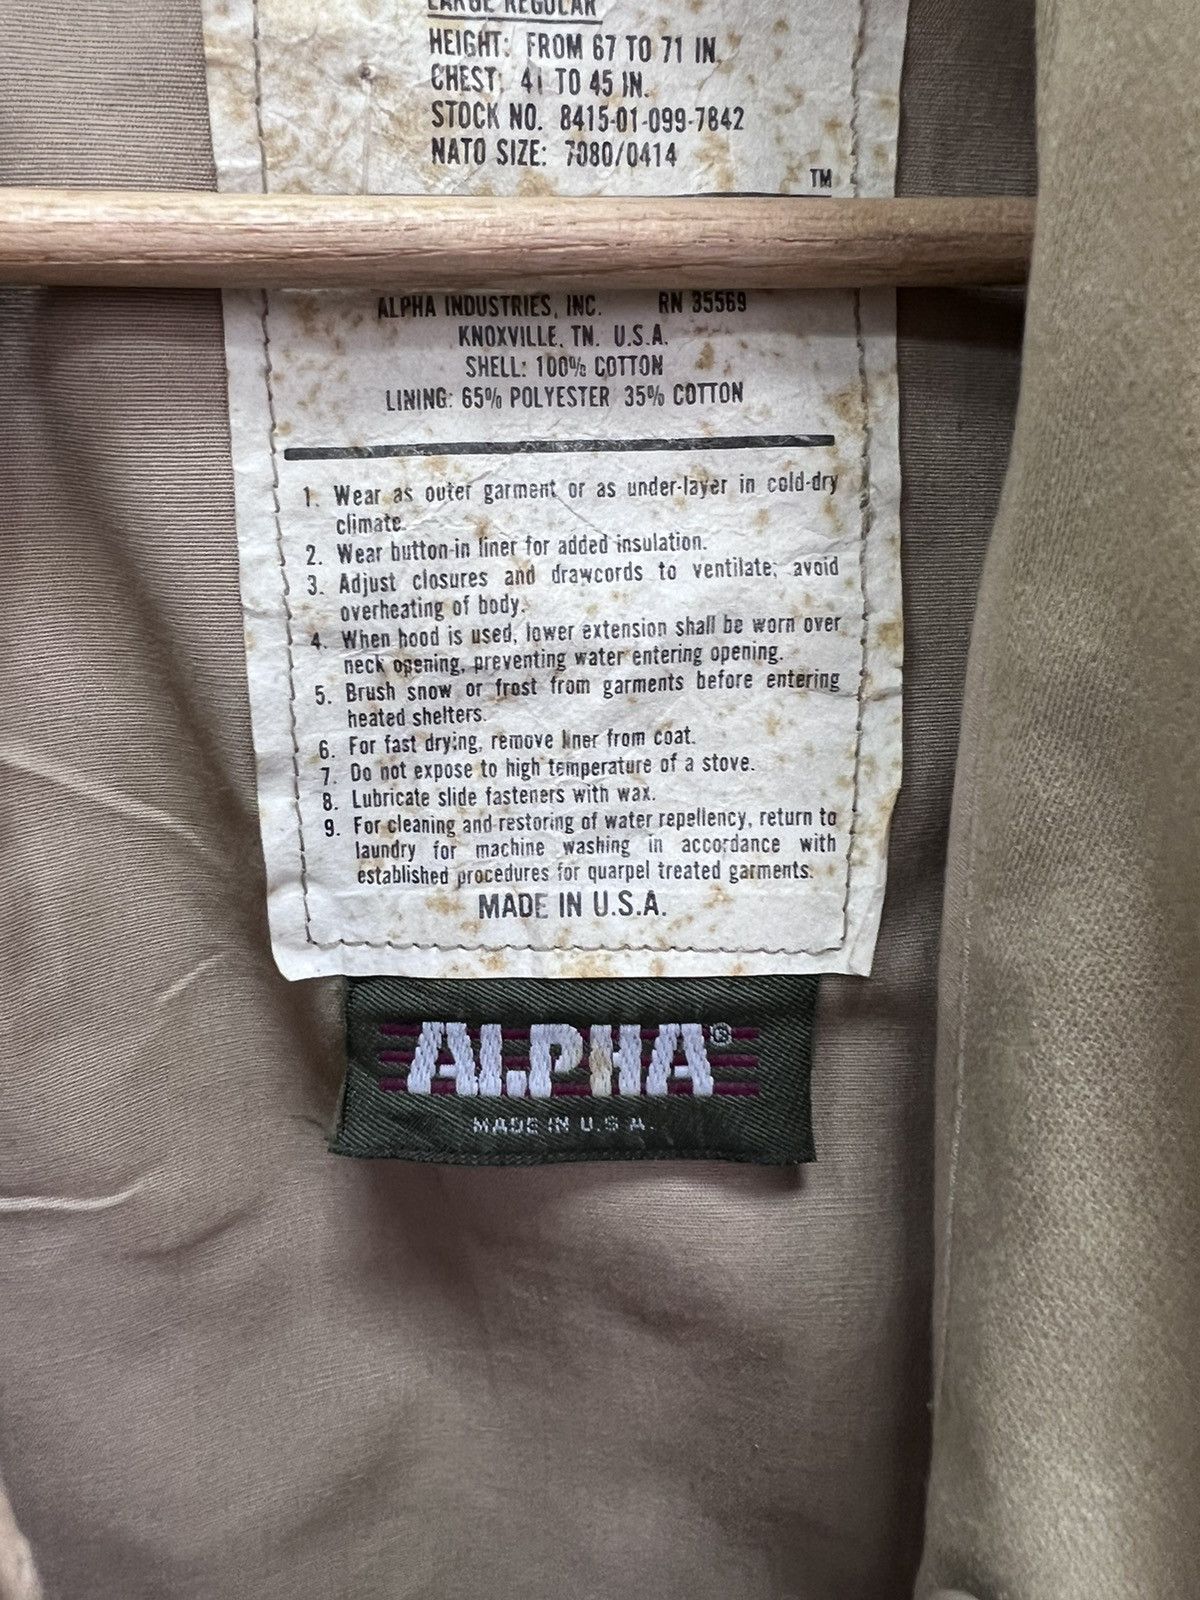 LARGE REGULAR
HEIGHT: FROM 67 TO 71 IN.
CHEST: 41 TO 45 IN.
STOCK NO. 8415-01-099-7842
NATO SIZE: 7080/0414
TM
ALPHA INDUSTRIES, INC. RN 35569
KNOXVILLE, TN. U.S.A.
SHELL: 100% COTTON
LINING: 65% POLYESTER 35% COTTON
1. Wear as outer garment or as under-layer in cold-dry
climate.
2. Wear button-in liner for added insulation.
3. Adjust closures and drawcords to ventilate; avoid
overheating of body.
4. When hood is used, lower extension shall be worn over
neck opening, preventing water entering opening.
5. Brush snow or frost from garments before entering
heated shelters.
6. For fast drying, remove liner from coat.
7. Do not expose to high temperature of a stove.
8. Lubricate slide fasteners with wax.
9. For cleaning and restoring of water repellency, return to
laundry for machine washing in accordance with
established procedures for quarpel treated garments.
MADE IN U.S.A.
ALPHA®
MADE IN U.S.A.